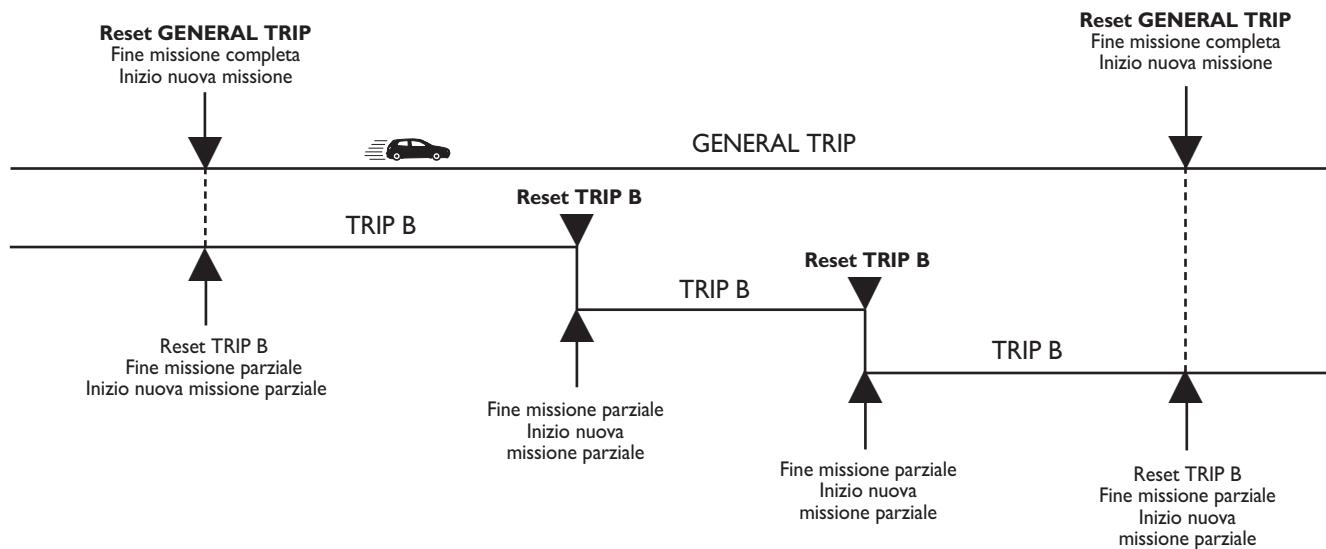 Reset GENERAL TRIP
Fine missione completa
Inizio nuova missione
Reset GENERAL TRIP
Fine missione completa
Inizio nuova missione
GENERAL TRIP
Reset TRIP B
TRIP B
Reset TRIP B
TRIP B
TRIP B
Reset TRIP B
Fine missione parziale
Inizio nuova missione parziale
Fine missione parziale
Inizio nuova
missione parziale
Fine missione parziale
Inizio nuova
missione parziale
Reset TRIP B
Fine missione parziale
Inizio nuova
missione parziale